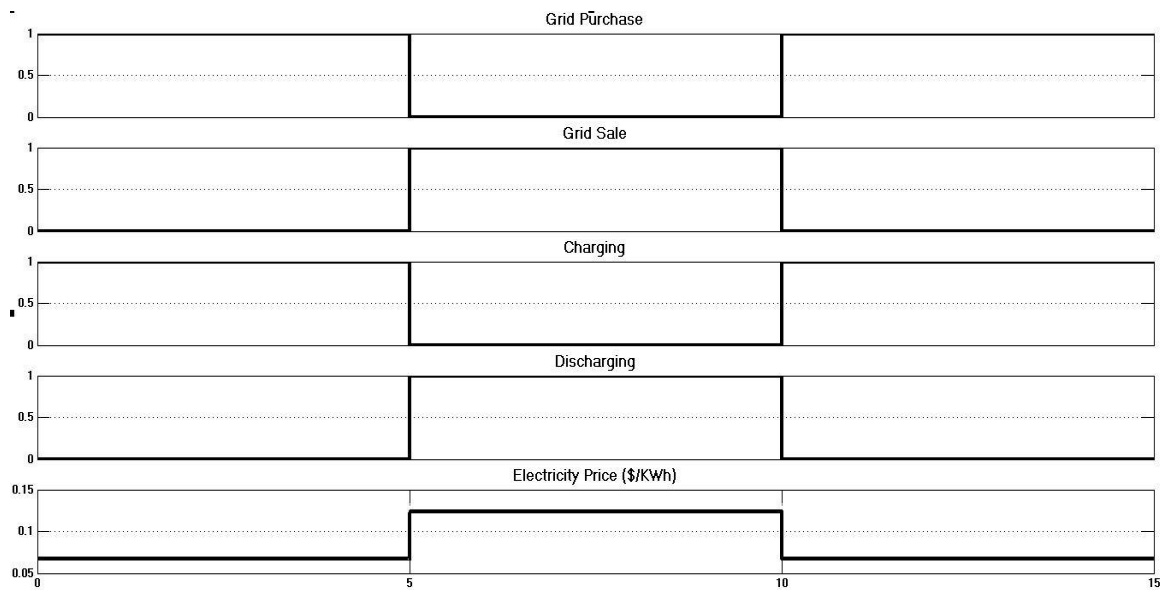 Grid Purchase
1
0.5
0
Grid Sale
1
0.5
0
Charging
1
0.5
0
Discharging
1
0.5
0
Electricity Price ($/KWh)
0.15
0.1
0.05
0 5 10 15